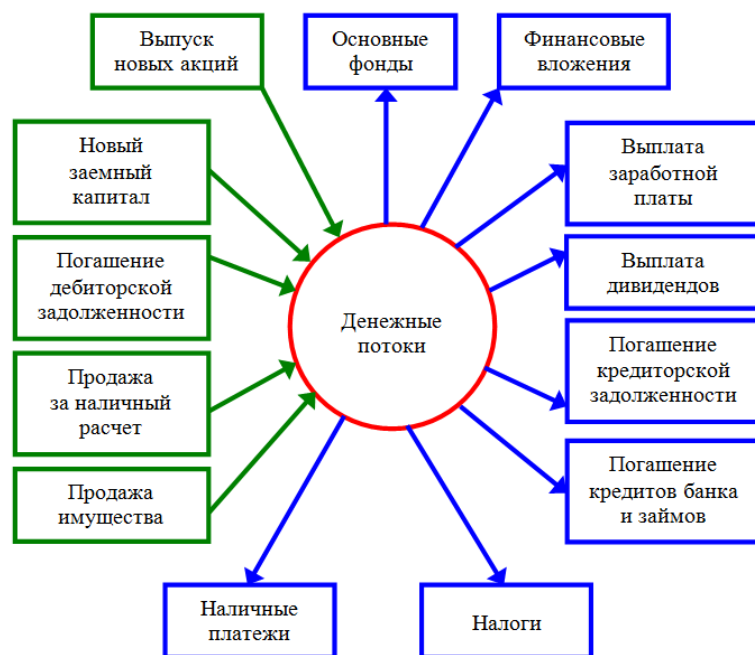 Выпуск
новых акций
Основные
фонды
Финансовые
вложения
Новый
заемный
капитал
Выплата
заработной
платы
Погашение
дебиторской
задолженности
Выплата
дивидендов
Денежные
потоки
Погашение
кредиторской
задолженности
Продажа
за наличный
расчет
Погашение
кредитов банка
и займов
Продажа
имущества
Наличные
платежи
Налоги